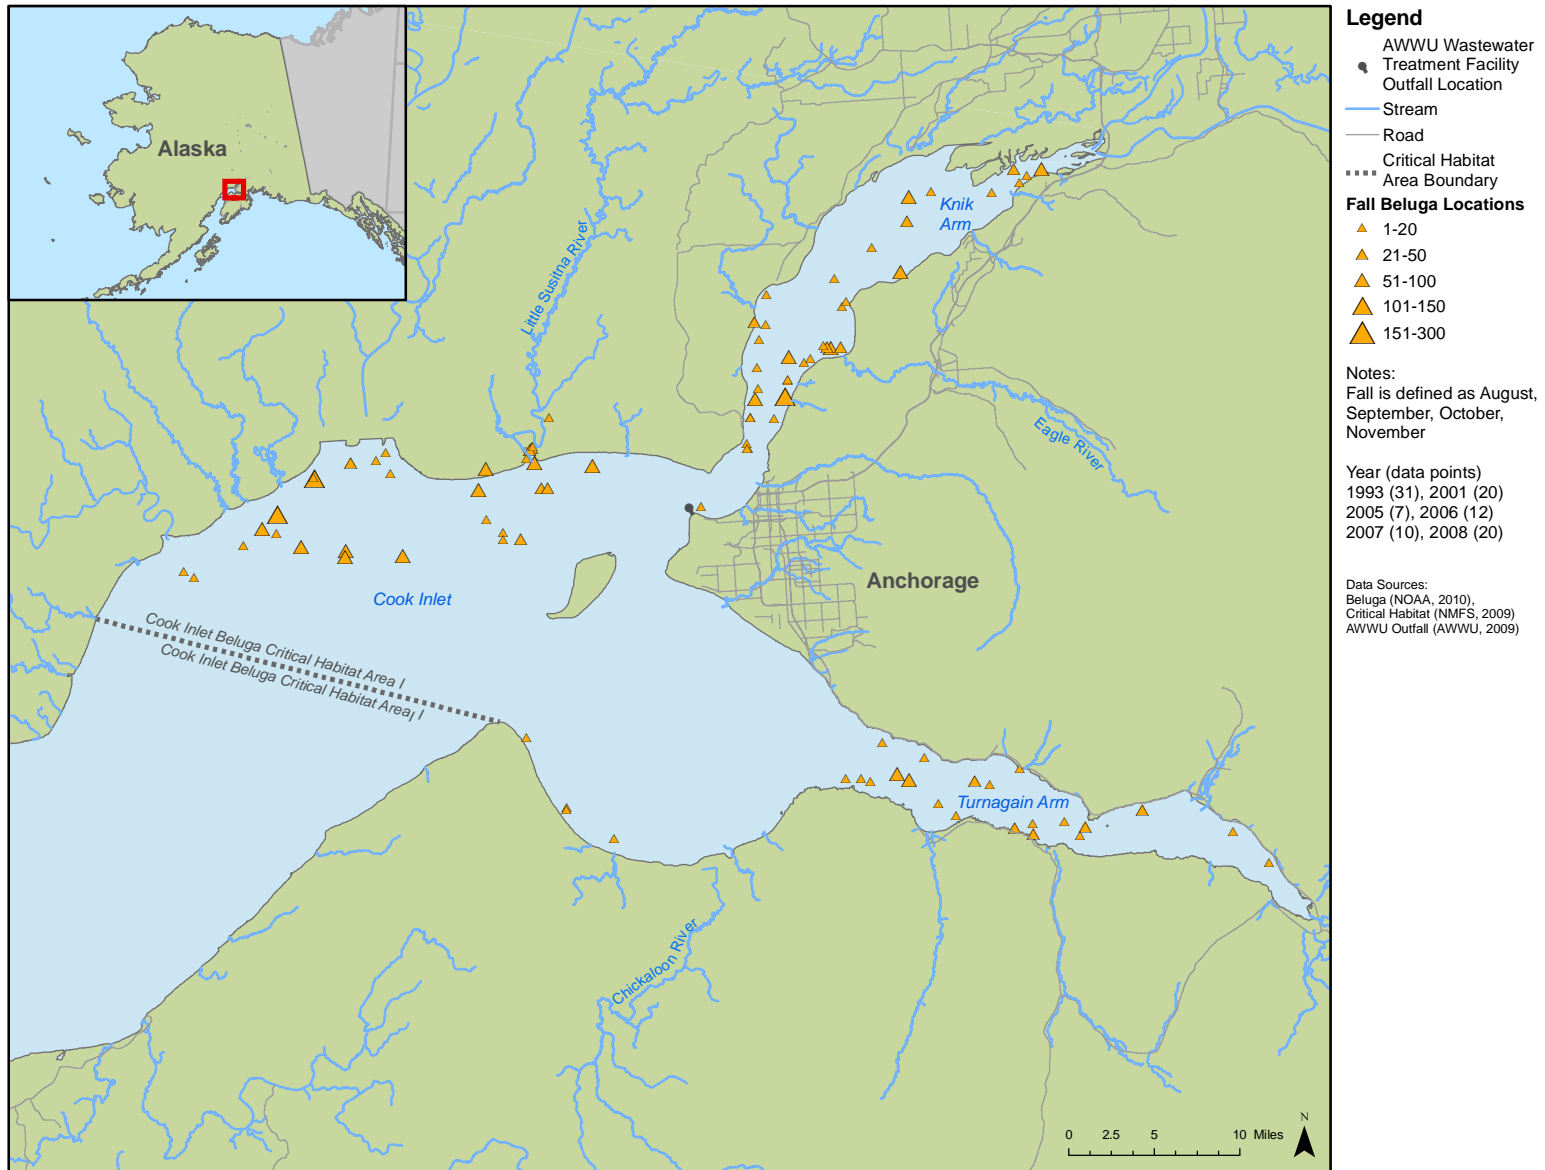 Alaska
Knik
Arm
Little Susitna River
Eagle River
Anchorage
Cook Inlet
Cook Inlet Beluga Critical Habitat Area I
Cook Inlet Beluga Critical Habitat Area I I
Turnagain Arm
Chickaloon River
0 2.5 5 10 Miles
N
Legend
AWWU Wastewater
Treatment Facility
Outfall Location
Stream
Road
Critical Habitat
Area Boundary
Fall Beluga Locations
1-20
21-50
51-100
101-150
151-300
Notes:
Fall is defined as August,
September, October,
November
Year (data points)
1993 (31), 2001 (20)
2005 (7), 2006 (12)
2007 (10), 2008 (20)
Data Sources:
Beluga (NOAA, 2010),
Critical Habitat (NMFS, 2009)
AWWU Outfall (AWWU, 2009)